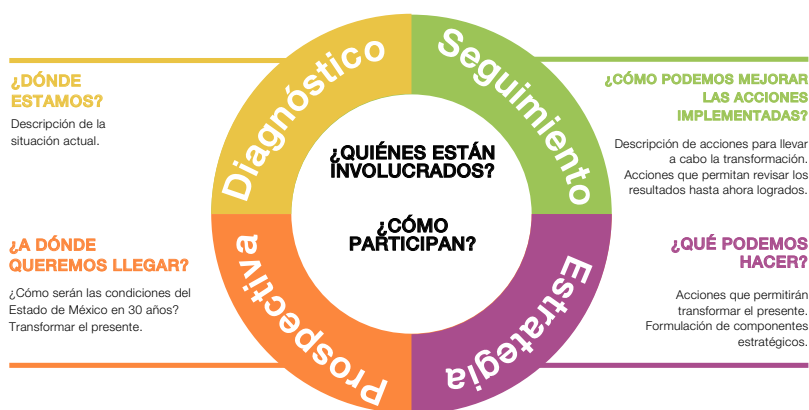 Diagnóstico
Seguimiento
Estrategia
Prospectiva
¿QUIÉNES ESTÁN
INVOLUCRADOS?
¿CÓMO
PARTICIPAN?
¿DÓNDE
ESTAMOS?
Descripción de la
situación actual.
¿A DÓNDE
QUEREMOS LLEGAR?
¿Cómo serán las condiciones del
Estado de México en 30 años?
Transformar el presente.
¿CÓMO PODEMOS MEJORAR
LAS ACCIONES
IMPLEMENTADAS?
Descripción de acciones para llevar
a cabo la transformación.
Acciones que permitan revisar los
resultados hasta ahora logrados.
¿QUÉ PODEMOS
HACER?
Acciones que permitirán
transformar el presente.
Formulación de componentes
estratégicos.